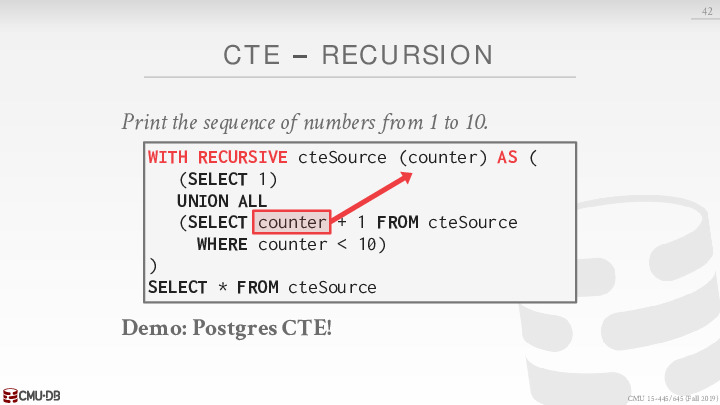 42
CTE – RECURSION
Print the sequence of numbers from 1 to 10.
WITH RECURSIVE cteSource (counter) AS (
(SELECT 1)
UNION ALL
(SELECT counter + 1 FROM cteSource
WHERE counter < 10)
)
SELECT * FROM cteSource
Demo: Postgres CTE!
CMU·DB
CMU 15-445/645 (Fall 2019)